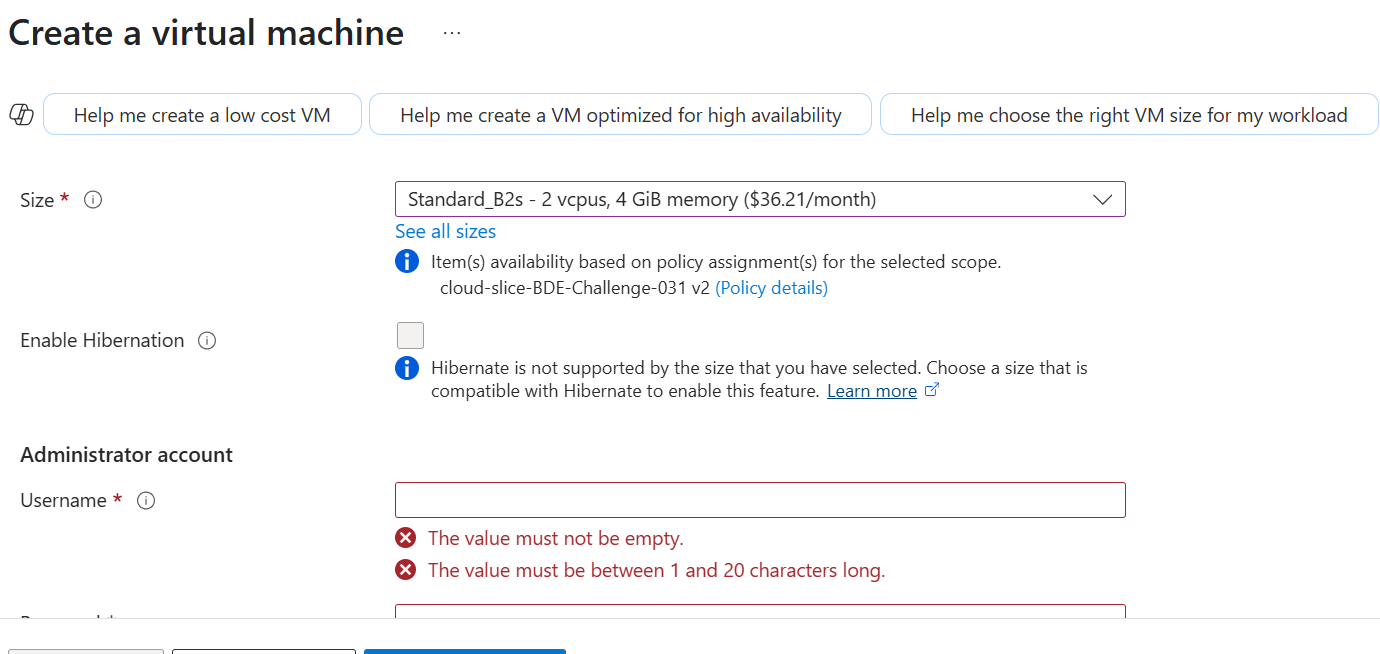 Create a virtual machine ...
Help me create a low cost VM
Help me create a VM optimized for high availability
Help me choose the right VM size for my workload
Size *
Standard_B2s - 2 vcpus, 4 GiB memory ($36.21/month)
See all sizes
Item(s) availability based on policy assignment(s) for the selected scope.
cloud-slice-BDE-Challenge-031 v2 (Policy details)
Enable Hibernation
Hibernate is not supported by the size that you have selected. Choose a size that is
compatible with Hibernate to enable this feature. Learn more
Administrator account
Username *
The value must not be empty.
The value must be between 1 and 20 characters long.